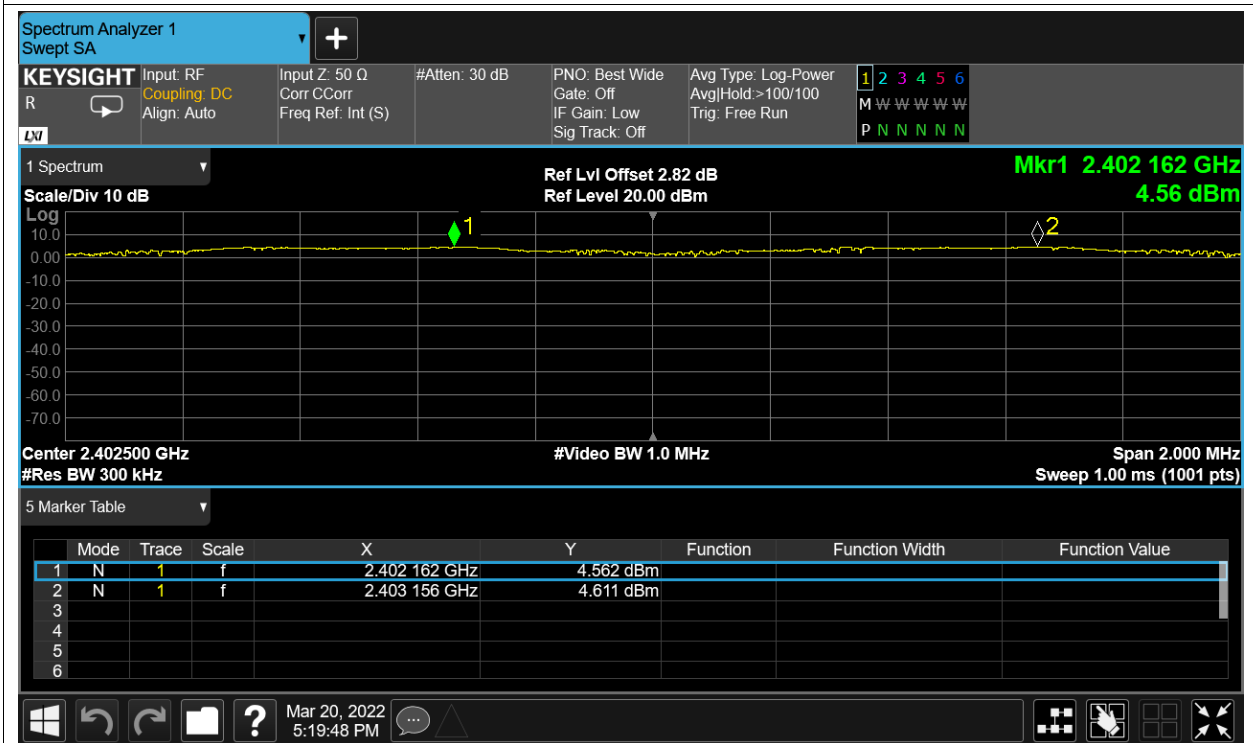 Spectrum Analyzer 1
Swept SA
+
KEYSIGHT Input: RF Input Z: 50 Ω #Atten: 30 dB PNO: Best Wide Avg Type: Log-Power 1 2 3 4 5 6
R Coupling: DC Corr CCorr Gate: Off Avg|Hold:>100/100 M W W W W W
Align: Auto Freq Ref: Int (S) IF Gain: Low Trig: Free Run
LXI Sig Track: Off P N N N N N
1 Spectrum Ref Lvl Offset 2.82 dB Mkr1 2.402 162 GHz
Scale/Div 10 dB Ref Level 20.00 dBm 4.56 dBm
Log
1 2
10.0
0.00
-10.0
-20.0
-30.0
-40.0
-50.0
-60.0
-70.0
Center 2.402500 GHz #Video BW 1.0 MHz Span 2.000 MHz
#Res BW 300 kHz Sweep 1.00 ms (1001 pts)
5 Marker Table
Mode Trace Scale X Y Function Function Width Function Value
1 N 1 f 2.402 162 GHz 4.562 dBm
2 N 1 f 2.403 156 GHz 4.611 dBm
3
4
5
6
? Mar 20, 2022
5:19:48 PM